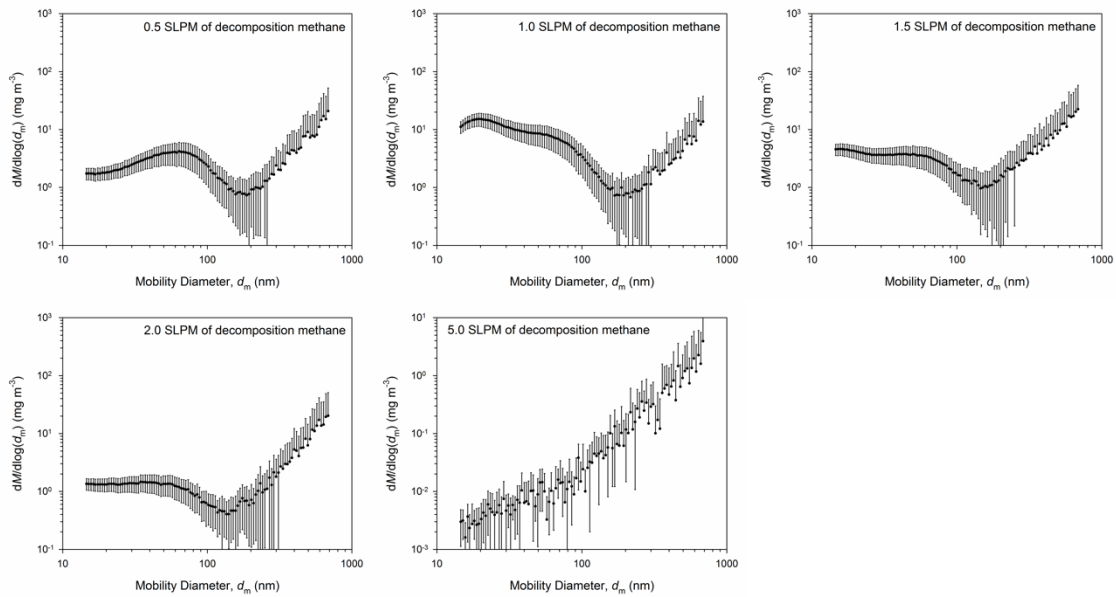 0.5 SLPM of decomposition methane
10³
10²
10
10⁰
10⁻¹
dM/dlog(dₘ) (mg m⁻³)
10 100 1000
Mobility Diameter, dₘ (nm)
1.0 SLPM of decomposition methane
10³
10²
10
10⁰
10⁻¹
dM/dlog(dₘ) (mg m⁻³)
10 100 1000
Mobility Diameter, dₘ (nm)
1.5 SLPM of decomposition methane
10³
10²
10
10⁰
10⁻¹
dM/dlog(dₘ) (mg m⁻³)
10 100 1000
Mobility Diameter, dₘ (nm)
2.0 SLPM of decomposition methane
10³
10²
10
10⁰
10⁻¹
dM/dlog(dₘ) (mg m⁻³)
10 100 1000
Mobility Diameter, dₘ (nm)
5.0 SLPM of decomposition methane
10
10⁰
10⁻¹
10⁻²
10⁻³
dM/dlog(dₘ) (mg m⁻³)
10 100 1000
Mobility Diameter, dₘ (nm)